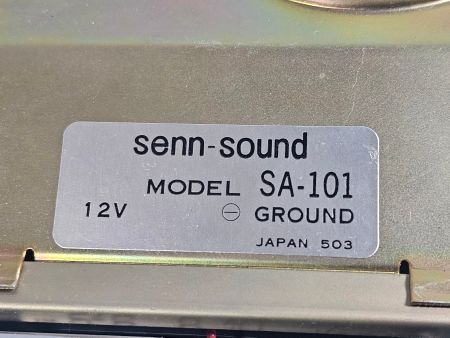 senn-sound
MODEL SA-101
12V ⊖ GROUND
JAPAN 503